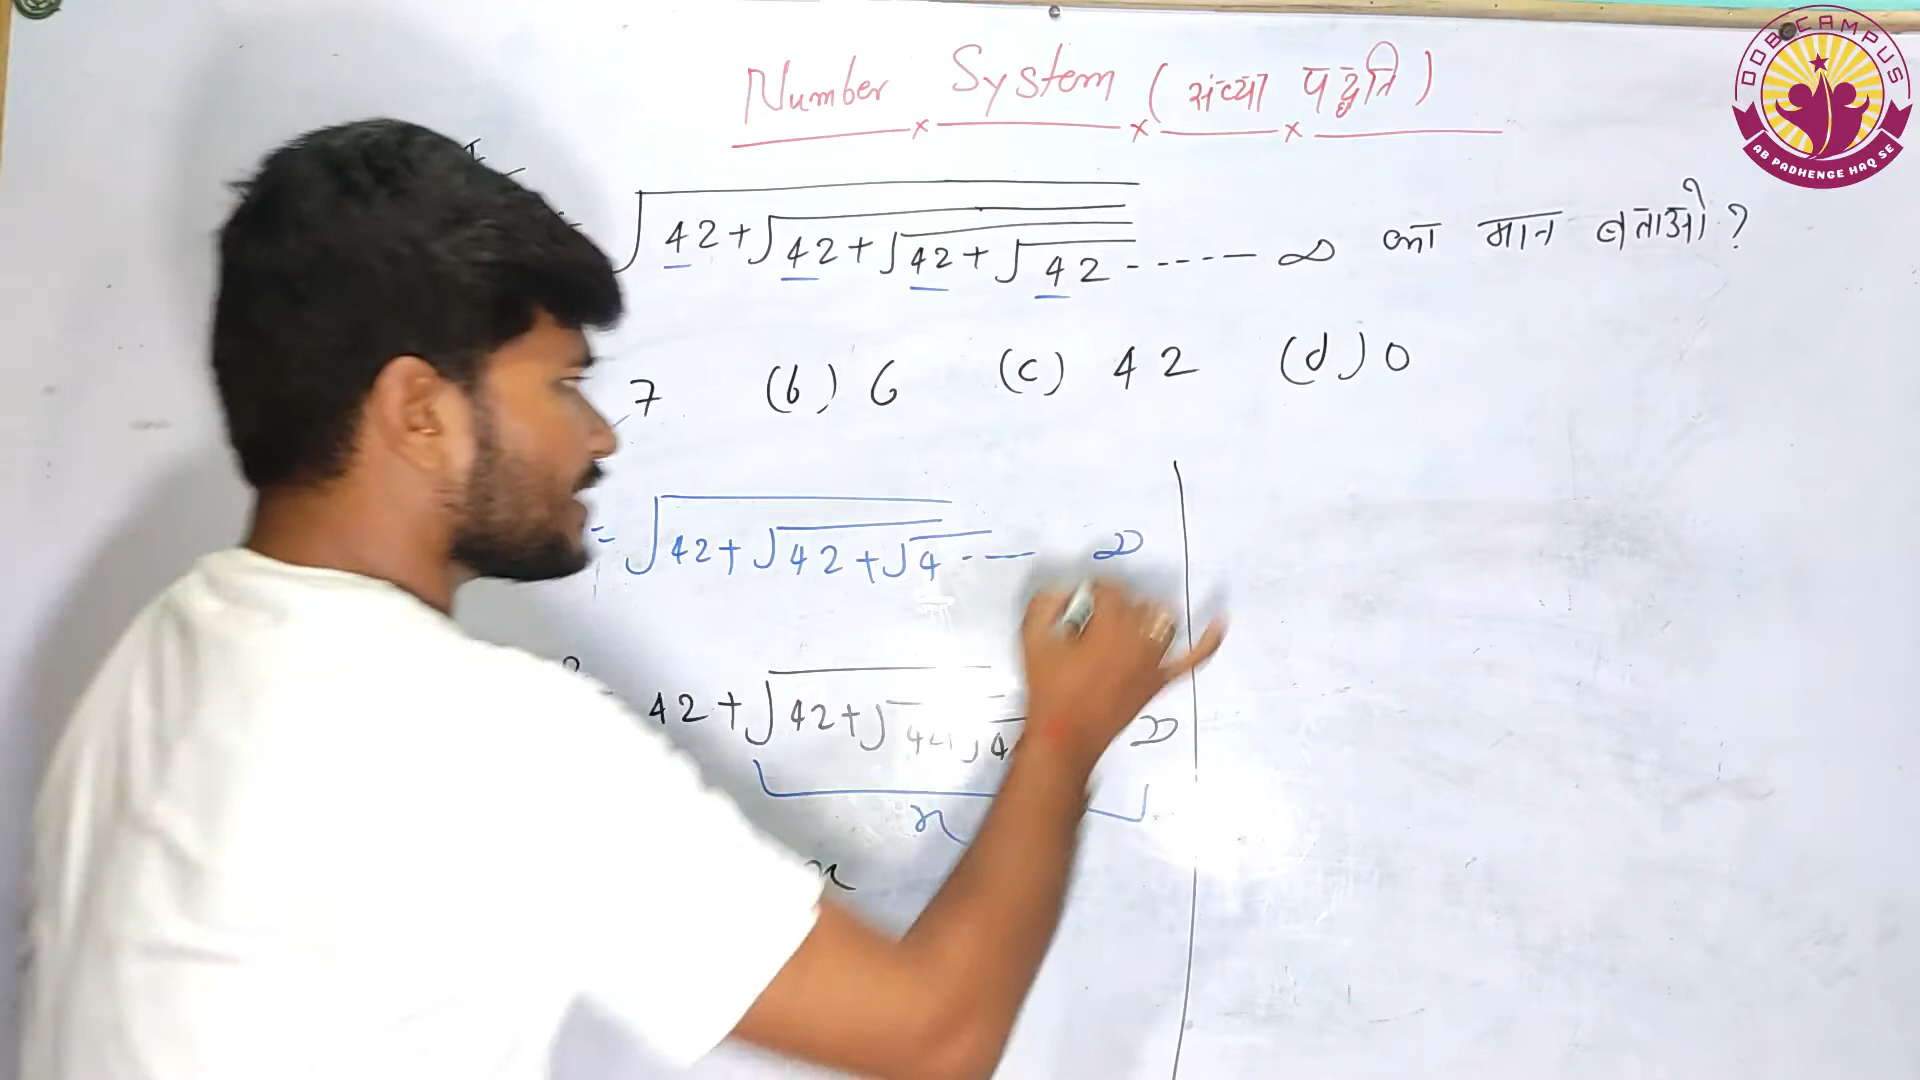 Number System (संख्या पद्धति)
√42+√42+√42+√42 ----- ∞ का मान बताओ ?
7 (b) 6 (c) 42 (d) 0
= √42+√42+√4 --- ∞
42+√42+√ 4 ∞
x
x
DOBOCAMPUS
AB PADHENGE HAQ SE